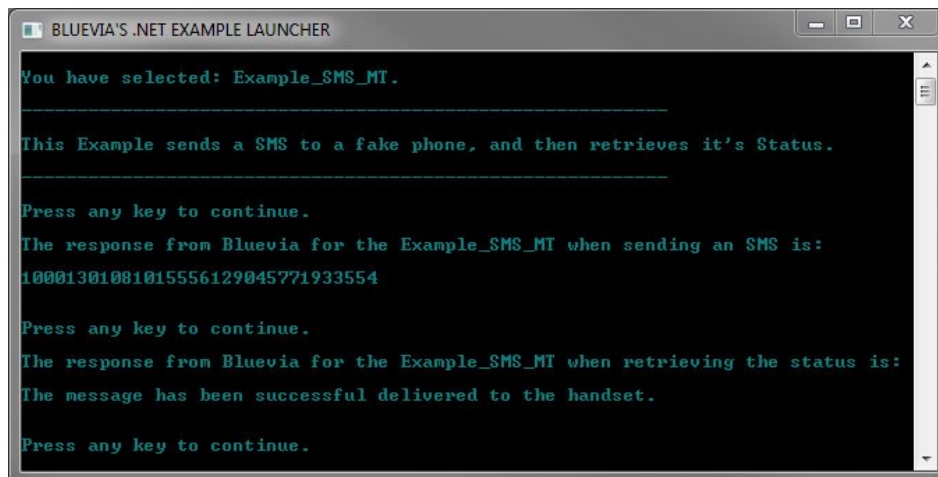 BLUEVIA'S .NET EXAMPLE LAUNCHER
You have selected: Example_SMS_MT.
This Example sends a SMS to a fake phone, and then retrieves it's Status.
Press any key to continue.
The response from Bluevia for the Example_SMS_MT when sending an SMS is:
10001301081015556129045771933554
Press any key to continue.
The response from Bluevia for the Example_SMS_MT when retrieving the status is:
The message has been successful delivered to the handset.
Press any key to continue.